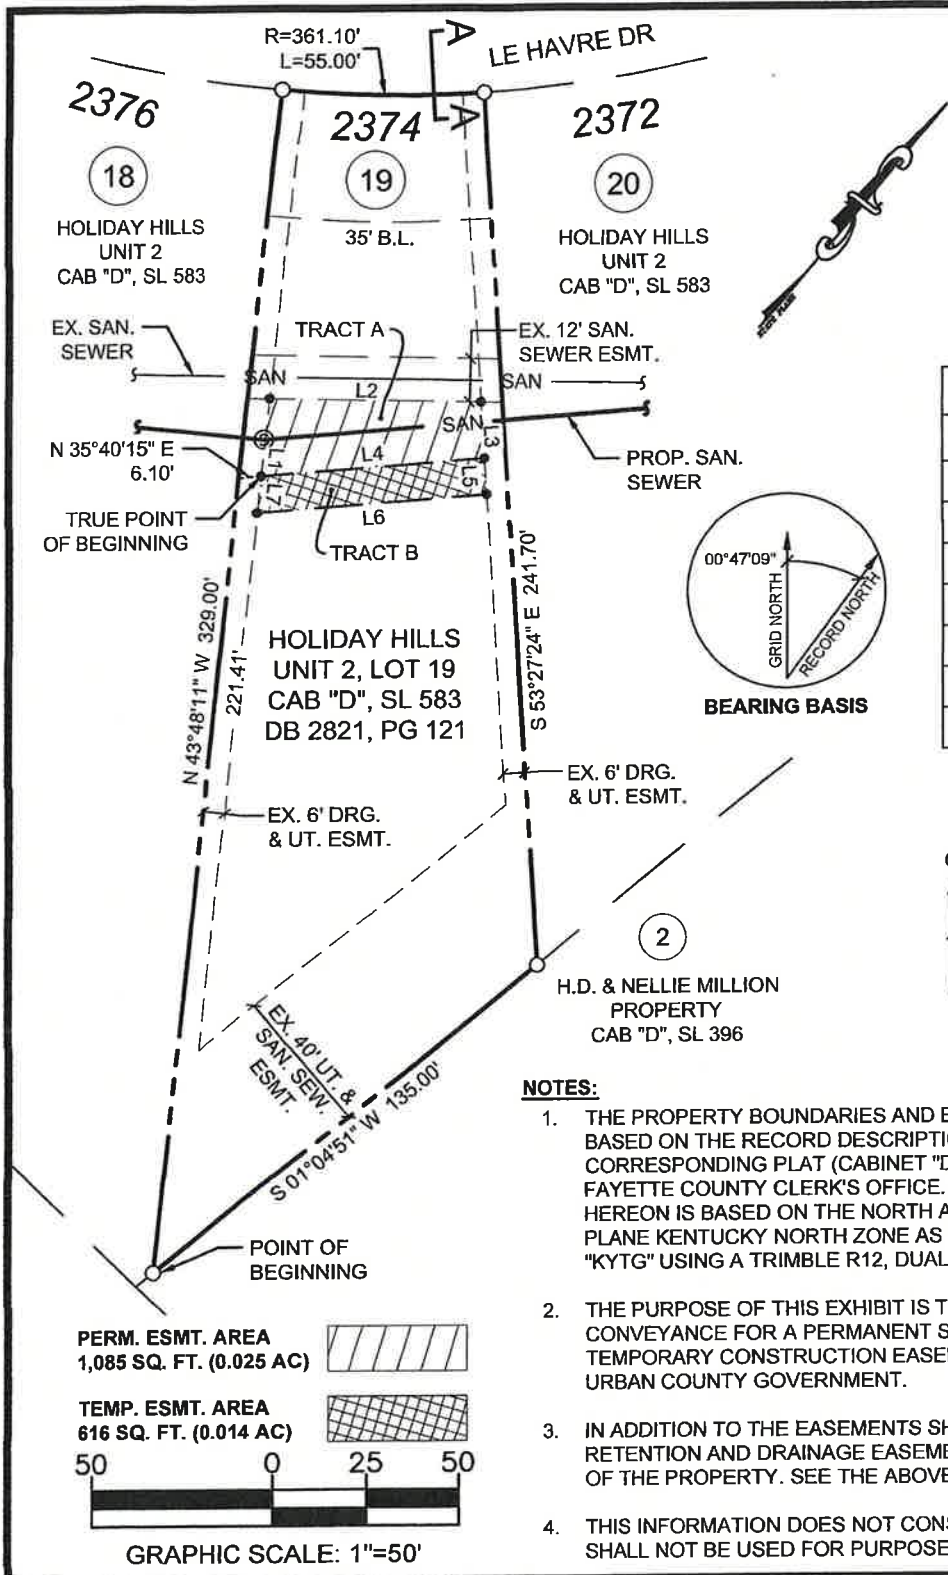 R=361.10'
L=55.00'
A
LE HAVRE DR
2376
2374
A
2372
18
19
20
HOLIDAY HILLS
UNIT 2
CAB "D", SL 583
35' B.L.
HOLIDAY HILLS
UNIT 2
CAB "D", SL 583
EX. SAN.
SEWER
TRACT A
EX. 12' SAN.
SEWER ESMT.
SAN
L2
SAN
SAN
L3
N 35°40'15" E
6.10'
S
L1
L4
L5
PROP. SAN.
SEWER
TRUE POINT
OF BEGINNING
L7
L6
TRACT B
N 43°48'11" W 329.00'
221.41'
S 53°27'24" E 241.70'
HOLIDAY HILLS
UNIT 2, LOT 19
CAB "D", SL 583
DB 2821, PG 121
00°47'09"
GRID NORTH
RECORD NORTH
BEARING BASIS
EX. 6' DRG.
& UT. ESMT.
EX. 6' DRG.
& UT. ESMT.
2
H.D. & NELLIE MILLION
PROPERTY
CAB "D", SL 396
EX. 40' UT. &
SAN. SEW.
ESMT.
S 01°04'51" W 135.00'
POINT OF
BEGINNING
NOTES:
1. THE PROPERTY BOUNDARIES AND E
BASED ON THE RECORD DESCRIPTI
CORRESPONDING PLAT (CABINET "D
FAYETTE COUNTY CLERK'S OFFICE.
HEREON IS BASED ON THE NORTH A
PLANE KENTUCKY NORTH ZONE AS
"KYTG" USING A TRIMBLE R12, DUAL
2. THE PURPOSE OF THIS EXHIBIT IS T
CONVEYANCE FOR A PERMANENT S
TEMPORARY CONSTRUCTION EASE
URBAN COUNTY GOVERNMENT.
3. IN ADDITION TO THE EASEMENTS SH
RETENTION AND DRAINAGE EASEME
OF THE PROPERTY. SEE THE ABOVE
4. THIS INFORMATION DOES NOT CONS
SHALL NOT BE USED FOR PURPOSE
PERM. ESMT. AREA
1,085 SQ. FT. (0.025 AC)
TEMP. ESMT. AREA
616 SQ. FT. (0.014 AC)
50 0 25 50
GRAPHIC SCALE: 1"=50'